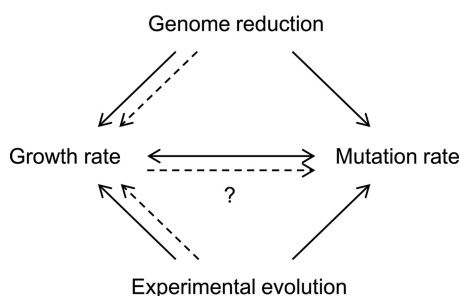 Genome reduction
Growth rate
Mutation rate
?
Experimental evolution